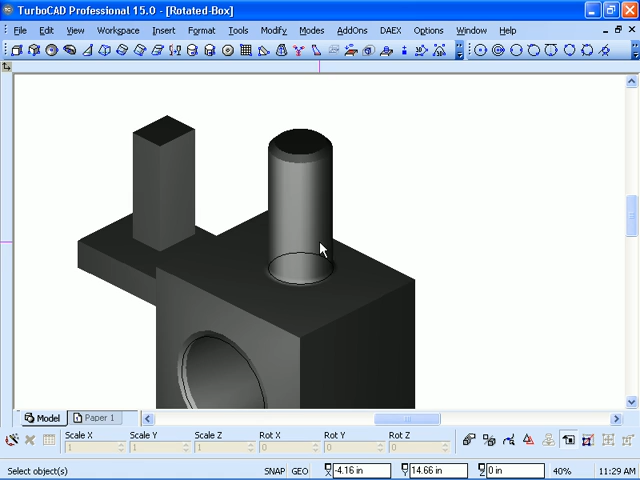 TurboCAD Professional 15.0 - [Rotated-Box]
File Edit View Workspace Insert Format Tools Modify Modes AddOns DAEX Options Window Help
Model Paper 1
Scale X Scale Y Scale Z Rot X Rot Y Rot Z
1 1 1 0 0 0
Select object(s) SNAP GEO X -4.16 in Y 14.66 in Z 0 in 40% 11:29 AM